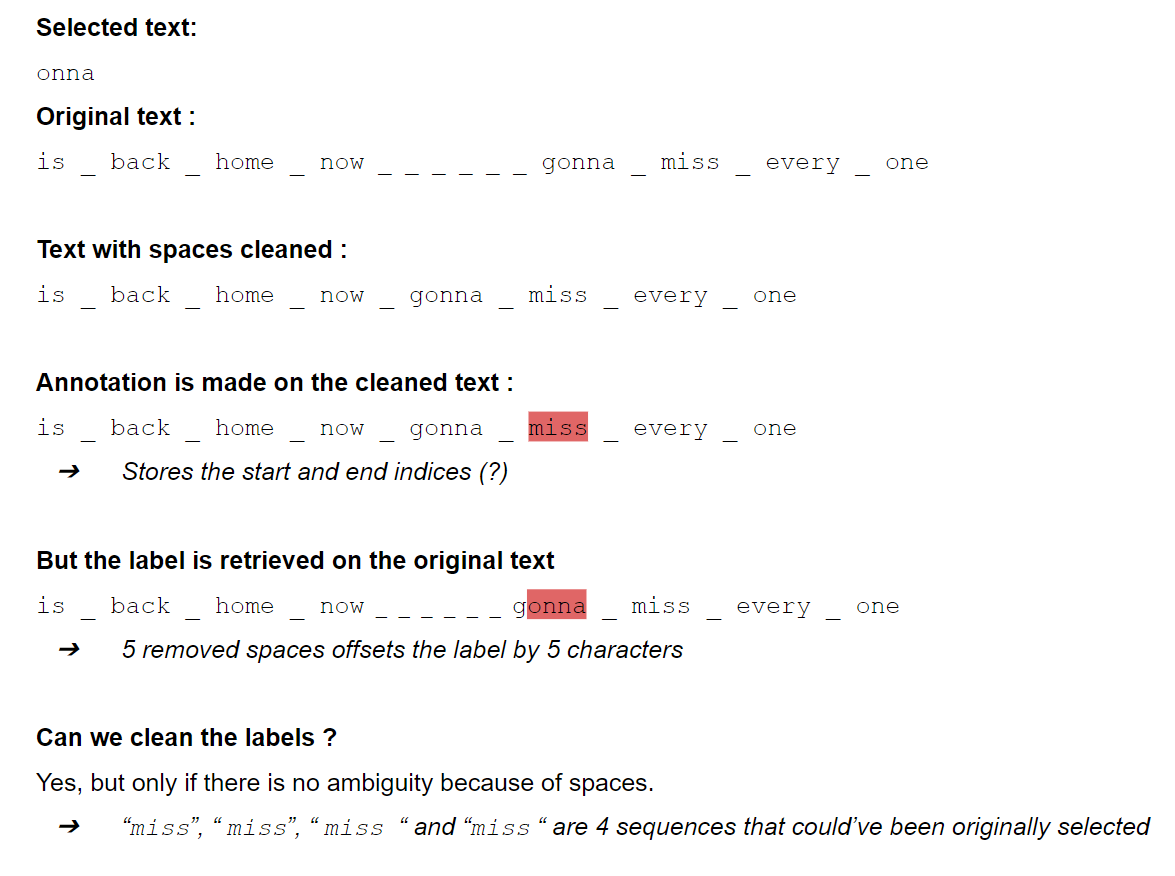 Selected text:
onna
Original text :
is _ back _ home _ now _ _ _ _ _ _ gonna _ miss _ every _ one
Text with spaces cleaned :
is _ back _ home _ now _ gonna _ miss _ every _ one
Annotation is made on the cleaned text :
is _ back _ home _ now _ gonna _ miss _ every _ one
➔ Stores the start and end indices (?)
But the label is retrieved on the original text
is _ back _ home _ now _ _ _ _ _ _ gonna _ miss _ every _ one
➔ 5 removed spaces offsets the label by 5 characters
Can we clean the labels ?
Yes, but only if there is no ambiguity because of spaces.
➔ “miss”, “ miss”, “ miss “ and “miss “ are 4 sequences that could’ve been originally selected